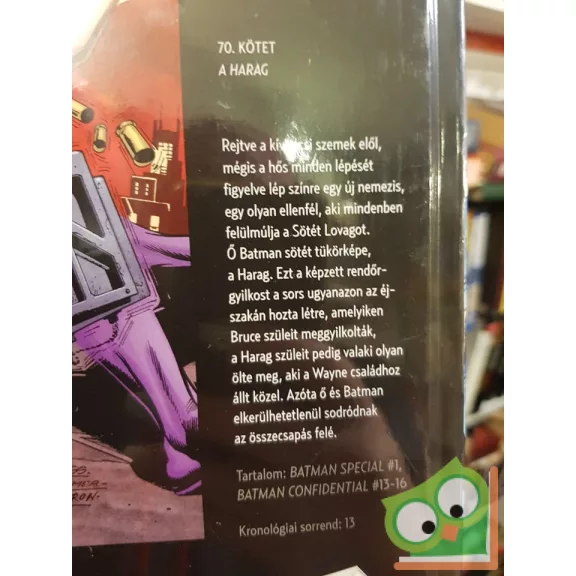 70. KÖTET
A HARAG
Rejtve a kíváncsi szemek elől,
mégis a hős minden lépését
figyelve lép színre egy új nemezis,
egy olyan ellenfél, aki mindenben
felülmúlja a Sötét Lovagot.
Ő Batman sötét tükörképe,
a Harag. Ezt a képzett rendőr-
gyilkost a sors ugyanazon az éj-
szakán hozta létre, amelyiken
Bruce szüleit meggyilkolták,
a Harag szüleit pedig valaki olyan
ölte meg, aki a Wayne családhoz
állt közel. Azóta ő és Batman
elkerülhetetlenül sodródnak
az összecsapás felé.
Tartalom: BATMAN SPECIAL #1,
BATMAN CONFIDENTIAL #13-16
Kronológiai sorrend: 13